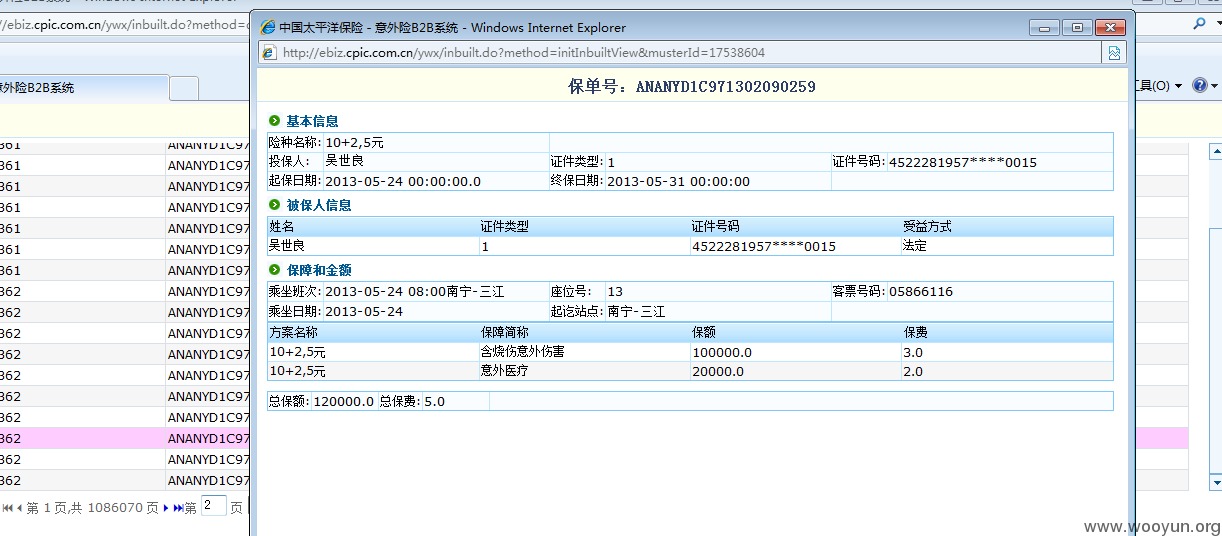 中国太平洋保险 - 意外险B2B系统 - Windows Internet Explorer
//ebiz.cpic.com.cn/ywx/inbuilt.do?method=
http://ebiz.cpic.com.cn/ywx/inbuilt.do?method=initInbuiltView&musterId=17538604
外险B2B系统
具(O)
保单号：ANANYD1C971302090259
基本信息
险种名称: 10+2,5元
投保人： 吴世良 证件类型: 1 证件号码: 4522281957****0015
起保日期: 2013-05-24 00:00:00.0 终保日期: 2013-05-31 00:00:00
被保人信息
姓名 证件类型 证件号码 受益方式
吴世良 1 4522281957****0015 法定
保障和金额
乘坐班次: 2013-05-24 08:00南宁-三江 座位号： 13 客票号码: 05866116
乘坐日期: 2013-05-24 起讫站点: 南宁-三江
方案名称 保障简称 保额 保费
10+2,5元 含烧伤意外伤害 100000.0 3.0
10+2,5元 意外医疗 20000.0 2.0
总保额: 120000.0 总保费: 5.0
361 ANANYD1C97
361 ANANYD1C97
361 ANANYD1C97
361 ANANYD1C97
361 ANANYD1C97
361 ANANYD1C97
361 ANANYD1C97
362 ANANYD1C97
362 ANANYD1C97
362 ANANYD1C97
362 ANANYD1C97
362 ANANYD1C97
362 ANANYD1C97
362 ANANYD1C97
362 ANANYD1C97
362 ANANYD1C97
362 ANANYD1C97
第 1 页,共 1086070 页 第 2 页
www.wooyun.org